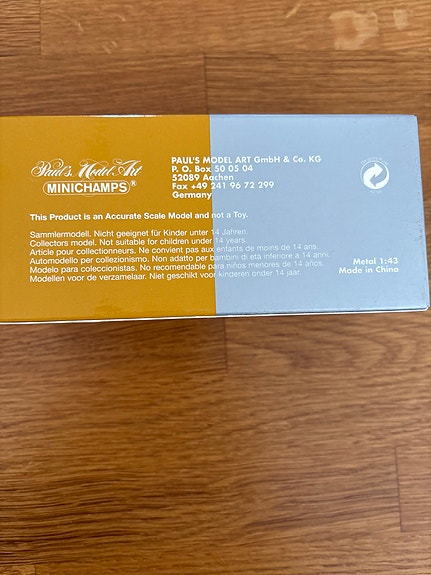 Paul's Model Art
MINICHAMPS®
PAUL'S MODEL ART GmbH & Co. KG
P. O. Box 50 05 04
52089 Aachen
Fax +49 241 96 72 299
Germany
This Product is an Accurate Scale Model and not a Toy.
Sammlermodell. Nicht geeignet für Kinder unter 14 Jahren.
Collectors model. Not suitable for children under 14 years.
Article pour collectionneurs. Ne convient pas aux enfants de moins de 14 ans.
Automodello per collezionismo. Non adatto per bambini di età inferiore a 14 anni.
Modelo para coleccionistas. No recomendable para niños menores de 14 años.
Modellen voor de verzamelaar. Niet geschikt voor kinderen onder 14 jaar.
Metal 1:43
Made in China